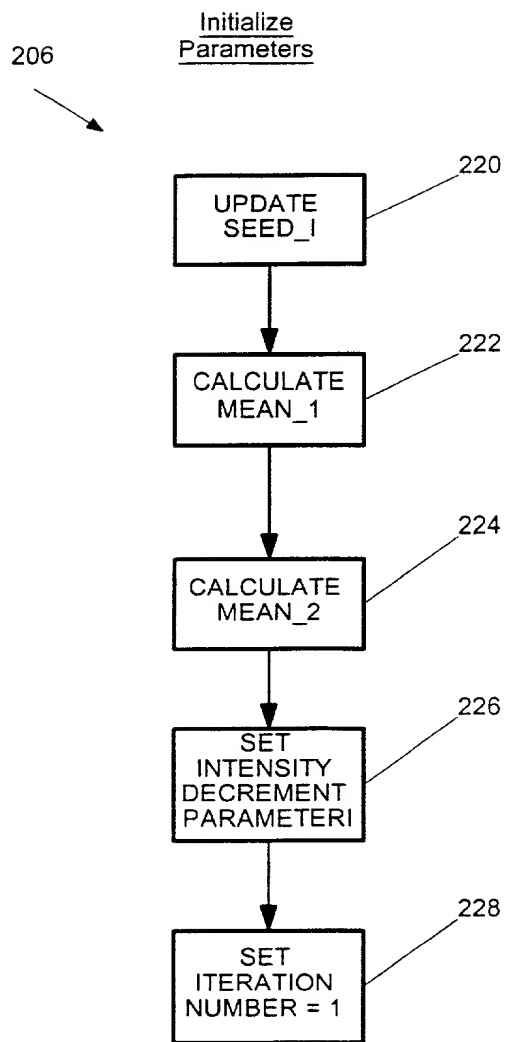 Initialize
Parameters
206
220
UPDATE
SEED_I
222
CALCULATE
MEAN_1
224
CALCULATE
MEAN_2
226
SET
INTENSITY
DECREMENT
PARAMETERI
228
SET
ITERATION
NUMBER = 1